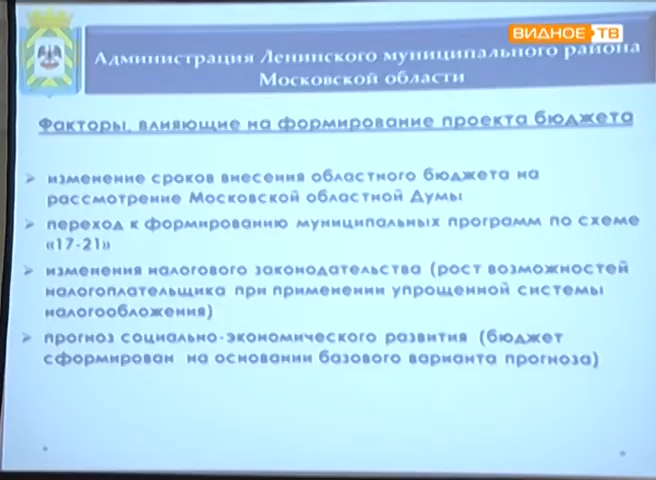 ВИДНОЕ ТВ
Администрация Ленинского муниципального района
Московской области
Факторы, влияющие на формирование проекта бюджета
изменение сроков внесения областного бюджета на
рассмотрение Московской областной Думы
переход к формированию муниципальных программ по схеме
«17-21»
изменения налогового законодательства (рост возможностей
налогоплательщика при применении упрощенной системы
налогообложения)
прогноз социально-экономического развития (бюджет
сформирован на основании базового варианта прогноза)